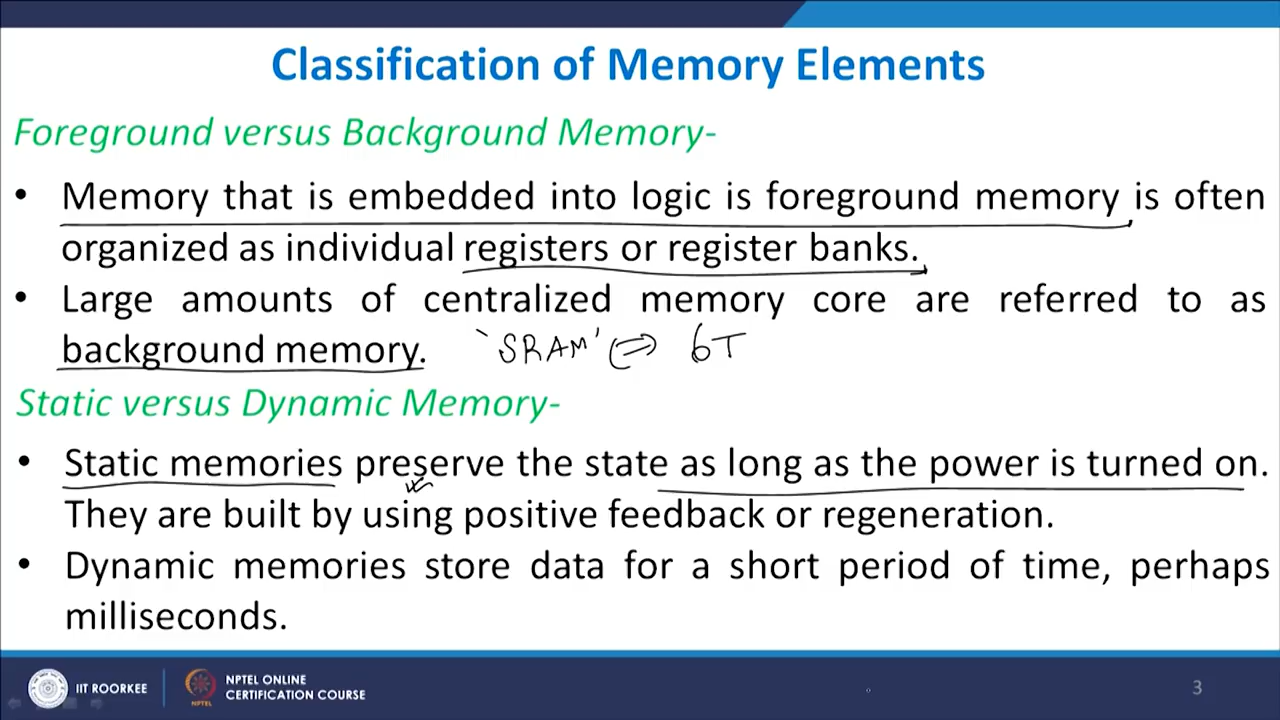 Classification of Memory Elements
Foreground versus Background Memory-
• Memory that is embedded into logic is foreground memory is often
organized as individual registers or register banks.
• Large amounts of centralized memory core are referred to as
background memory. 'SRAM' ⇔ 6T
Static versus Dynamic Memory-
• Static memories preserve the state as long as the power is turned on.
They are built by using positive feedback or regeneration.
• Dynamic memories store data for a short period of time, perhaps
milliseconds.
IIT ROORKEE
NPTEL ONLINE
CERTIFICATION COURSE
NPTEL
3